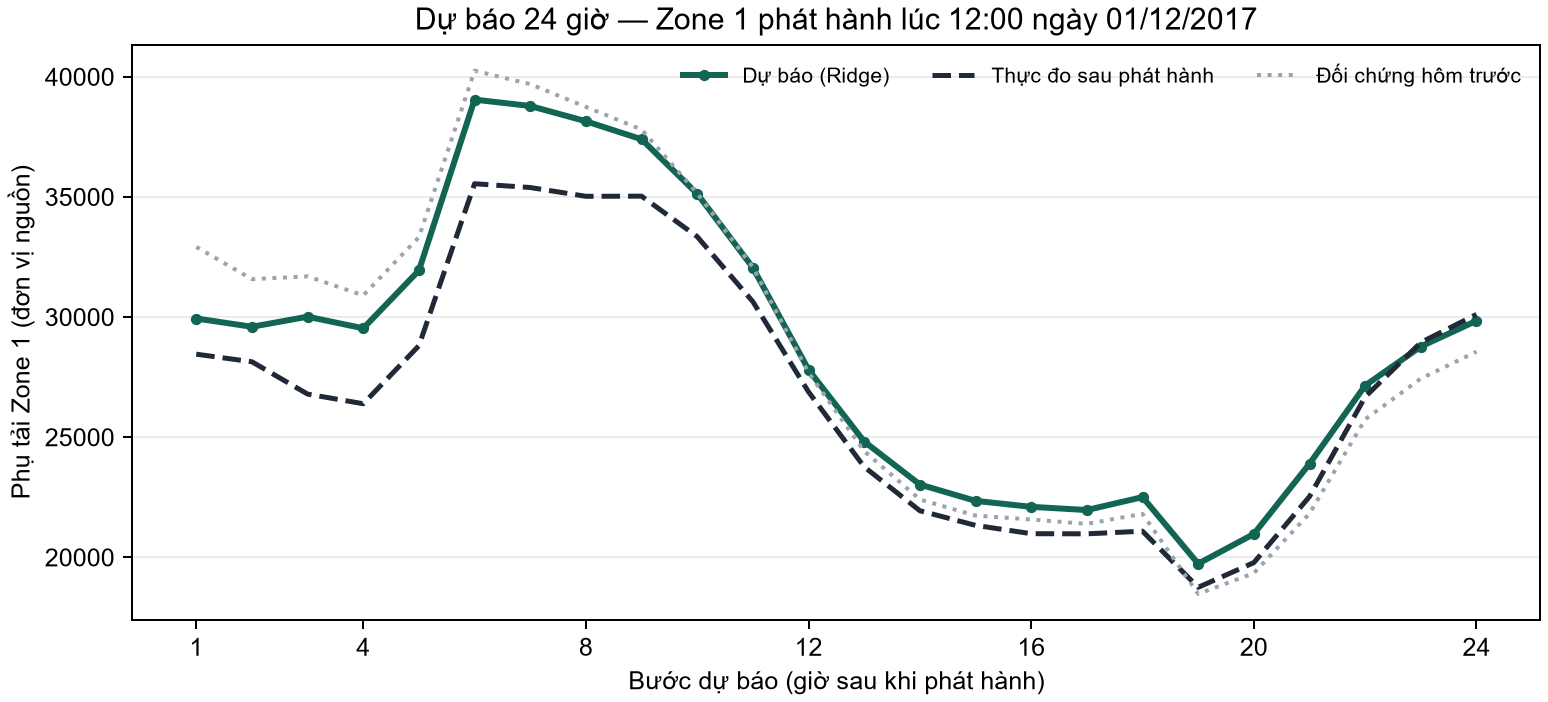 Dự báo 24 giờ — Zone 1 phát hành lúc 12:00 ngày 01/12/2017
Dự báo (Ridge) Thực đo sau phát hành Đối chứng hôm trước
Phụ tải Zone 1 (đơn vị nguồn)
40000
35000
30000
25000
20000
1 4 8 12 16 20 24
Bước dự báo (giờ sau khi phát hành)